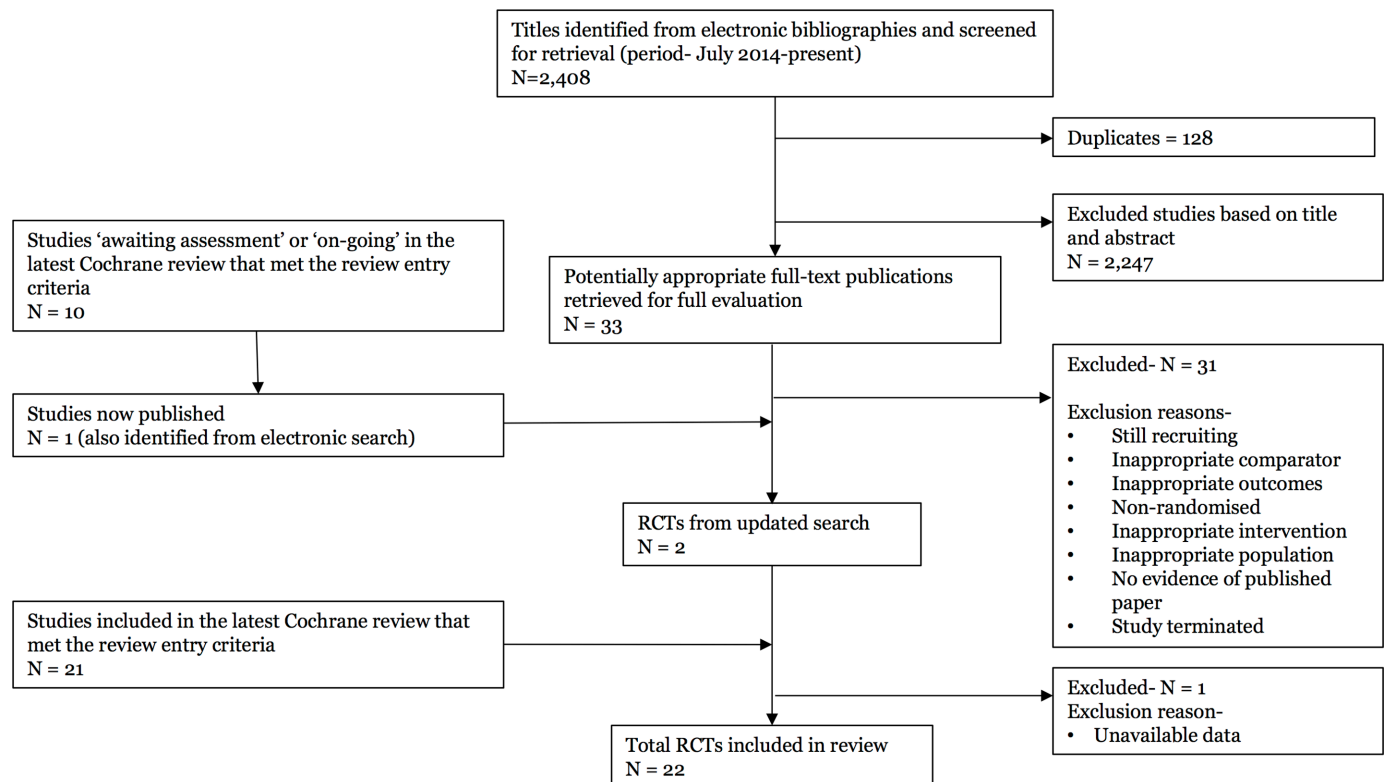 Titles identified from electronic bibliographies and screened
for retrieval (period- July 2014-present)
N=2,408
Duplicates = 128
Excluded studies based on title
and abstract
N = 2,247
Studies ‘awaiting assessment’ or ‘on-going’ in the
latest Cochrane review that met the review entry
criteria
N = 10
Potentially appropriate full-text publications
retrieved for full evaluation
N = 33
Excluded- N = 31
Exclusion reasons-
• Still recruiting
• Inappropriate comparator
• Inappropriate outcomes
• Non-randomised
• Inappropriate intervention
• Inappropriate population
• No evidence of published
paper
• Study terminated
Studies now published
N = 1 (also identified from electronic search)
RCTs from updated search
N = 2
Studies included in the latest Cochrane review that
met the review entry criteria
N = 21
Excluded- N = 1
Exclusion reason-
• Unavailable data
Total RCTs included in review
N = 22